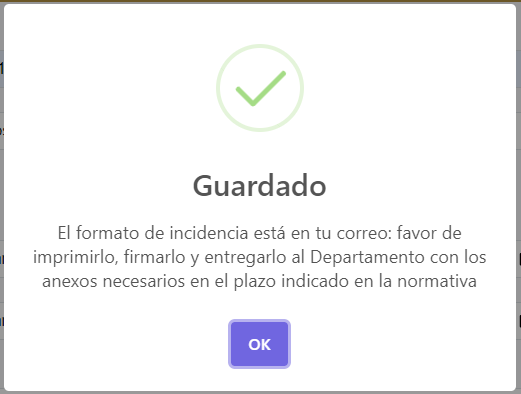 Guardado
El formato de incidencia está en tu correo: favor de
imprimirlo, firmarlo y entregarlo al Departamento con los
anexos necesarios en el plazo indicado en la normativa
OK